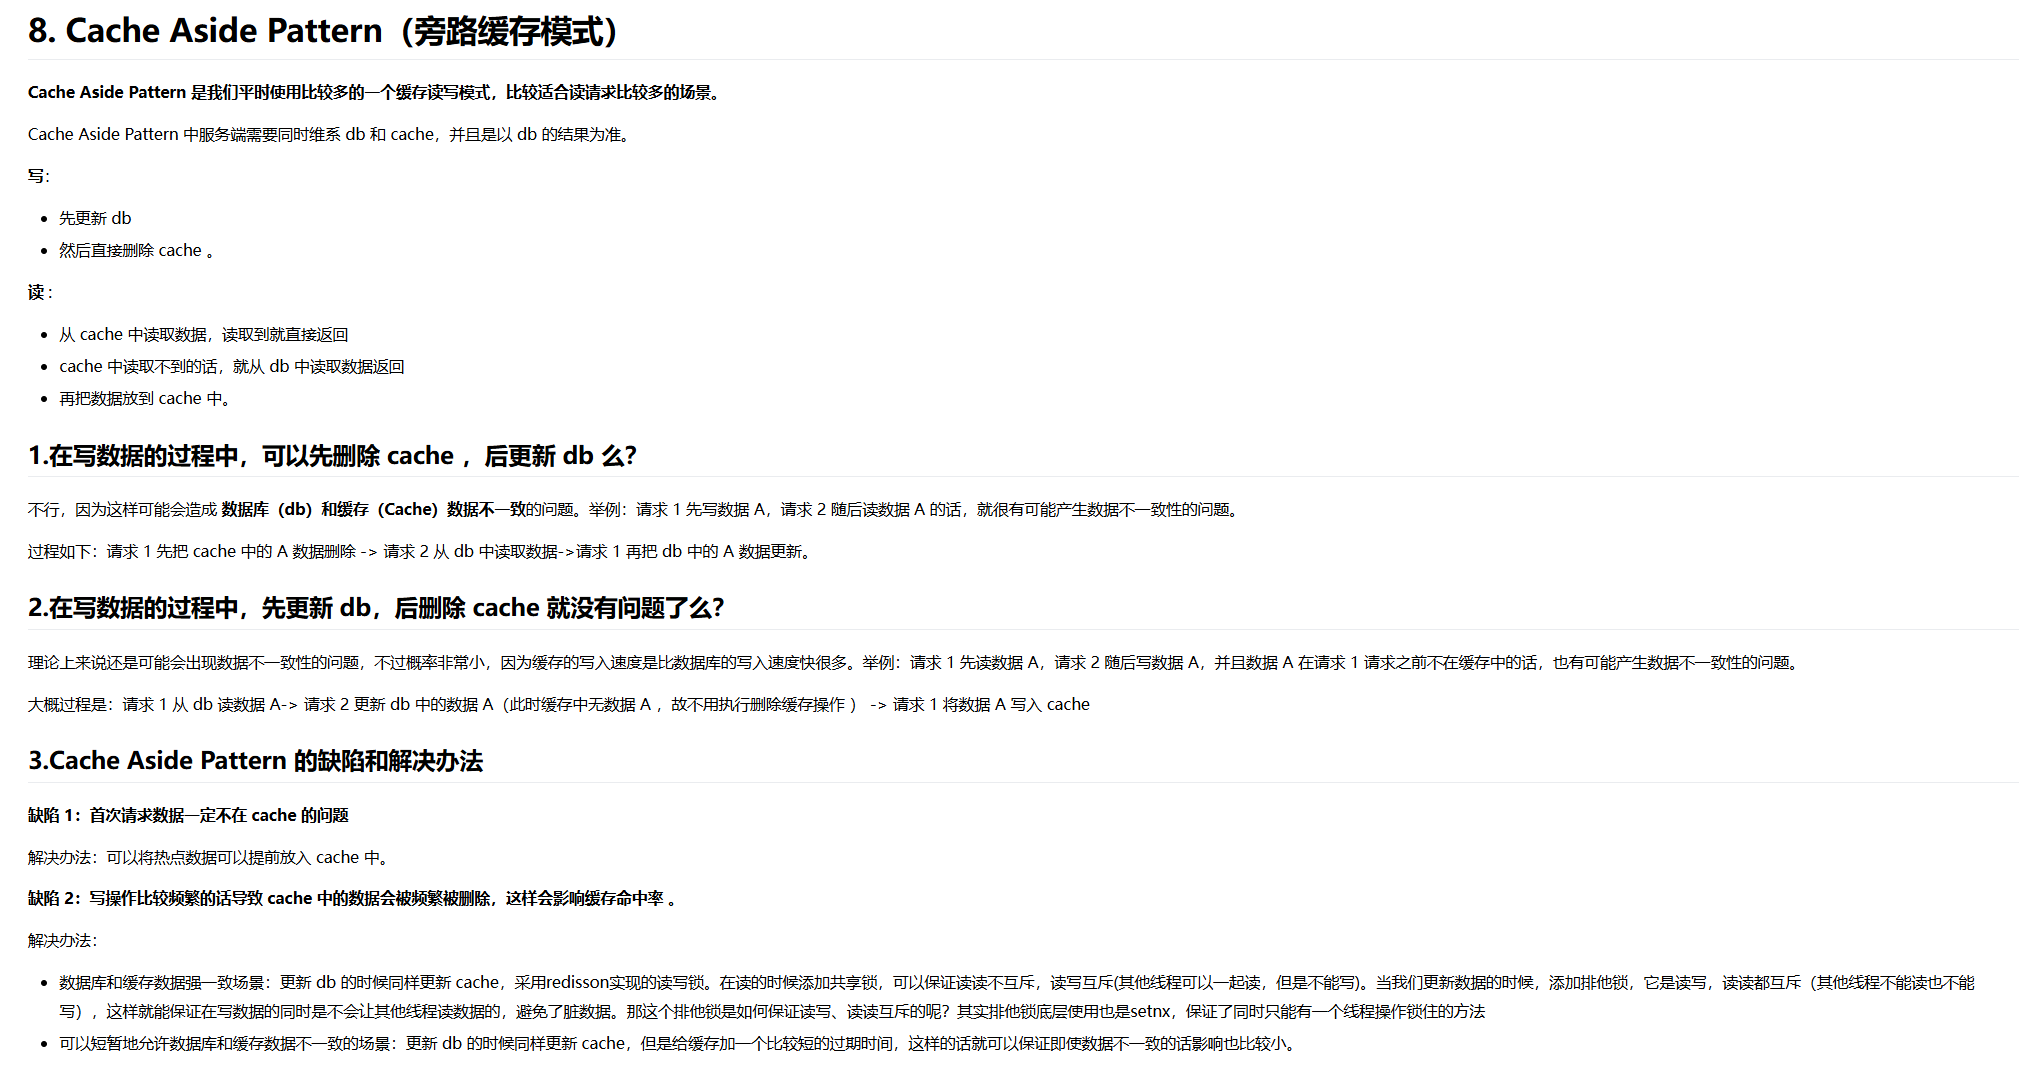 8. Cache Aside Pattern（旁路缓存模式）
Cache Aside Pattern 是我们平时使用比较多的一个缓存读写模式，比较适合读请求比较多的场景。
Cache Aside Pattern 中服务端需要同时维系 db 和 cache，并且是以 db 的结果为准。
写：
• 先更新 db
• 然后直接删除 cache 。
读 :
• 从 cache 中读取数据，读取到就直接返回
• cache 中读取不到的话，就从 db 中读取数据返回
• 再把数据放到 cache 中。
1.在写数据的过程中，可以先删除 cache ，后更新 db 么？
不行，因为这样可能会造成 数据库（db）和缓存（Cache）数据不一致的问题。举例：请求 1 先写数据 A，请求 2 随后读数据 A 的话，就很有可能产生数据不一致性的问题。
过程如下：请求 1 先把 cache 中的 A 数据删除 -> 请求 2 从 db 中读取数据->请求 1 再把 db 中的 A 数据更新。
2.在写数据的过程中，先更新 db，后删除 cache 就没有问题了么？
理论上来说还是可能会出现数据不一致性的问题，不过概率非常小，因为缓存的写入速度是比数据库的写入速度快很多。举例：请求 1 先读数据 A，请求 2 随后写数据 A，并且数据 A 在请求 1 请求之前不在缓存中的话，也有可能产生数据不一致性的问题。
大概过程是：请求 1 从 db 读数据 A-> 请求 2 更新 db 中的数据 A（此时缓存中无数据 A ，故不用执行删除缓存操作 ） -> 请求 1 将数据 A 写入 cache
3.Cache Aside Pattern 的缺陷和解决办法
缺陷 1：首次请求数据一定不在 cache 的问题
解决办法：可以将热点数据可以提前放入 cache 中。
缺陷 2：写操作比较频繁的话导致 cache 中的数据会被频繁被删除，这样会影响缓存命中率 。
解决办法：
• 数据库和缓存数据强一致场景：更新 db 的时候同样更新 cache，采用redisson实现的读写锁。在读的时候添加共享锁，可以保证读读不互斥，读写互斥(其他线程可以一起读，但是不能写)。当我们更新数据的时候，添加排他锁，它是读写，读读都互斥（其他线程不能读也不能
写），这样就能保证在写数据的同时是不会让其他线程读数据的，避免了脏数据。那这个排他锁是如何保证读写、读读互斥的呢？其实排他锁底层使用也是setnx，保证了同时只能有一个线程操作锁住的方法
• 可以短暂地允许数据库和缓存数据不一致的场景：更新 db 的时候同样更新 cache，但是给缓存加一个比较短的过期时间，这样的话就可以保证即使数据不一致的话影响也比较小。